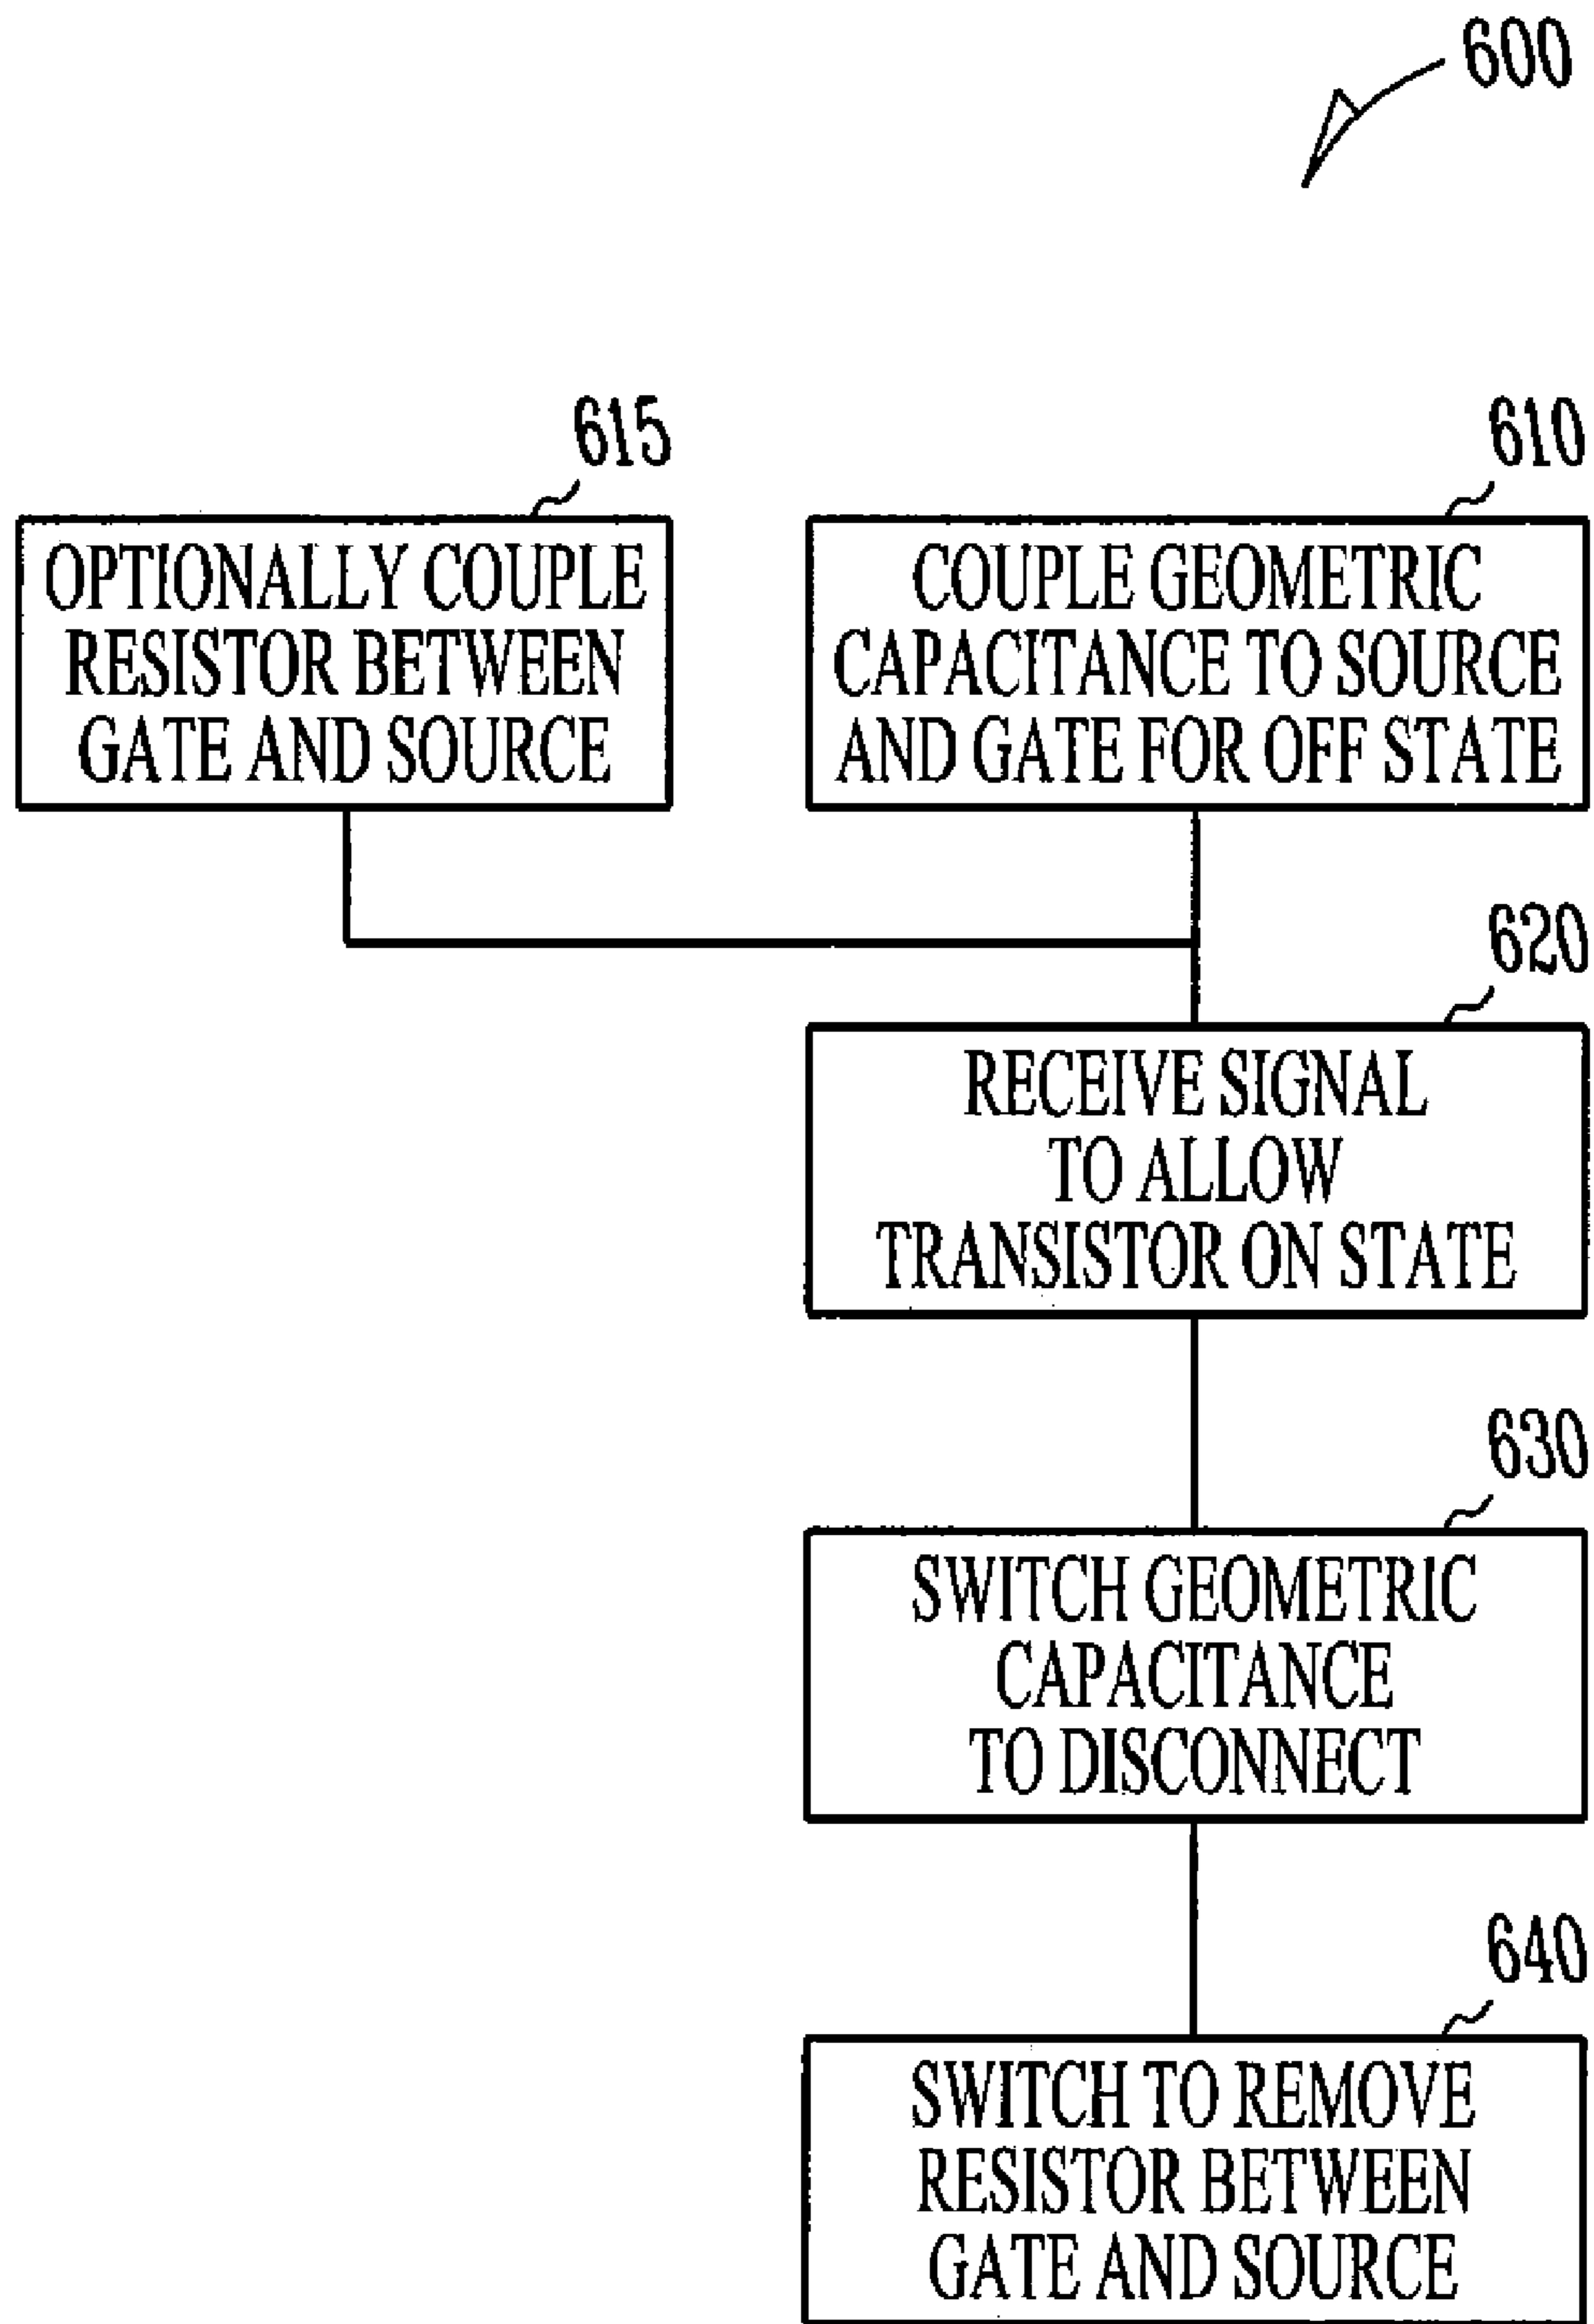 600
615
OPTIONALLY COUPLE
RESISTOR BETWEEN
GATE AND SOURCE
610
COUPLE GEOMETRIC
CAPACITANCE TO SOURCE
AND GATE FOR OFF STATE
620
RECEIVE SIGNAL
TO ALLOW
TRANSISTOR ON STATE
630
SWITCH GEOMETRIC
CAPACITANCE
TO DISCONNECT
640
SWITCH TO REMOVE
RESISTOR BETWEEN
GATE AND SOURCE